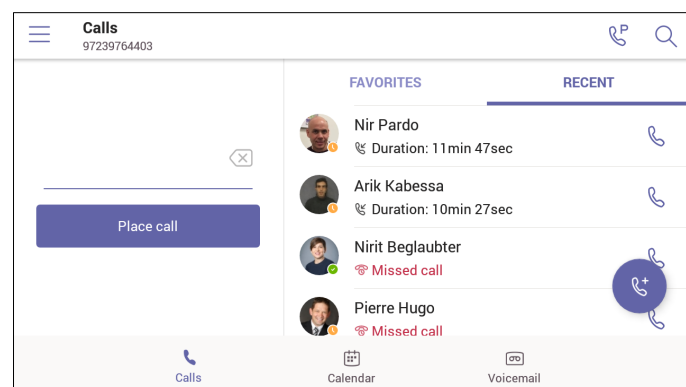 Calls
97239764403
P
FAVORITES
RECENT
Nir Pardo
Duration: 11min 47sec
Arik Kabessa
Duration: 10min 27sec
Nirit Beglaubter
Missed call
Pierre Hugo
Missed call
Place call
Calls
Calendar
Voicemail